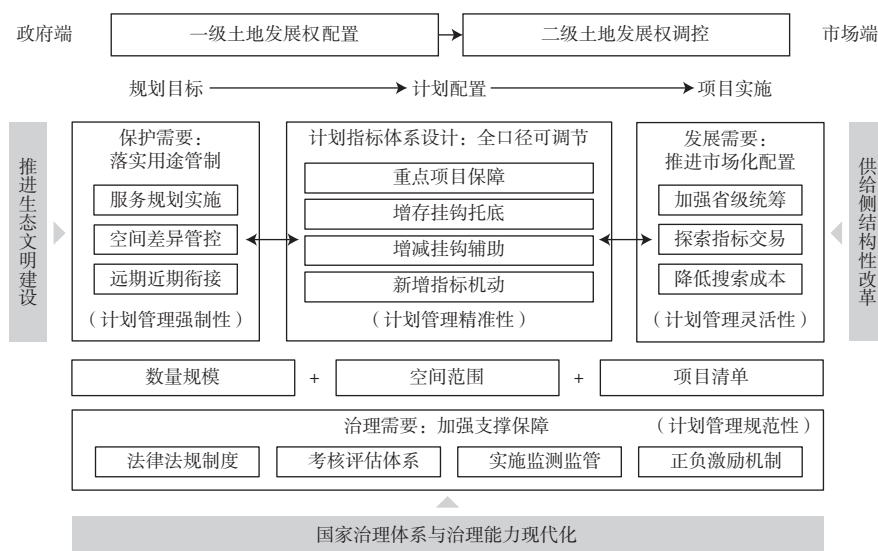 政府端
一级土地发展权配置
二级土地发展权调控
市场端
规划目标
计划配置
项目实施
推进生态文明建设
保护需要：
落实用途管制
服务规划实施
空间差异管控
远期近期衔接
（计划管理强制性）
计划指标体系设计：全口径可调节
重点项目保障
增存挂钩托底
增减挂钩辅助
新增指标机动
（计划管理精准性）
发展需要：
推进市场化配置
加强省级统筹
探索指标交易
降低搜索成本
（计划管理灵活性）
供给侧结构性改革
数量规模 + 空间范围 + 项目清单
治理需要：加强支撑保障 （计划管理规范性）
法律法规制度 考核评估体系 实施监测监管 正负激励机制
国家治理体系与治理能力现代化